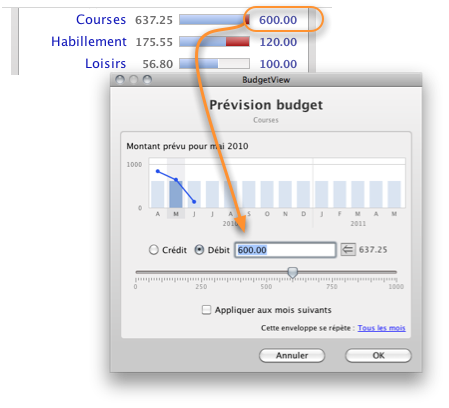 Courses 637.25 600.00
Habillement 175.55 120.00
Loisirs 56.80 100.00
BudgetView
Prévision budget
Courses
Montant prévu pour mai 2010
1000
0
A M J J A S O N D J F M A M
2010 2011
Crédit Débit 600.00 637.25
0 250 500 750 1000
Appliquer aux mois suivants
Cette enveloppe se répète : Tous les mois
Annuler OK